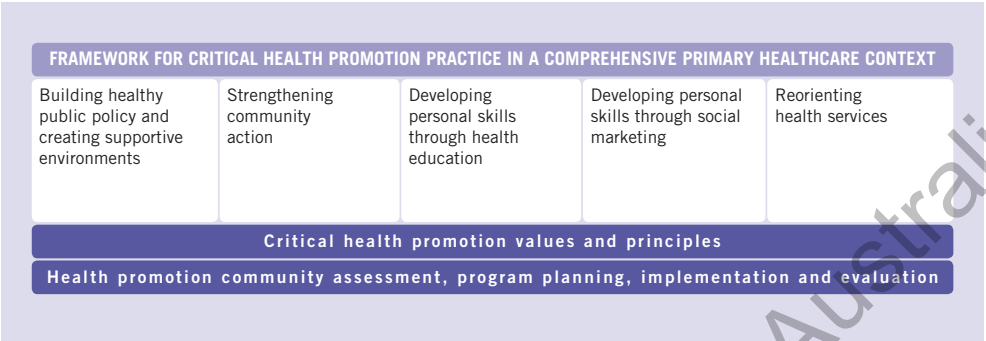 FRAMEWORK FOR CRITICAL HEALTH PROMOTION PRACTICE IN A COMPREHENSIVE PRIMARY HEALTHCARE CONTEXT
Building healthy
public policy and
creating supportive
environments
Strengthening
community
action
Developing
personal skills
through health
education
Developing personal
skills through social
marketing
Reorienting
health services
Critical health promotion values and principles
Health promotion community assessment, program planning, implementation and evaluation
Australi